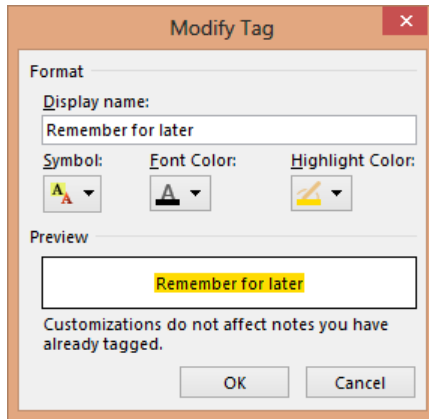 Modify Tag
Format
Display name:
Remember for later
Symbol: Font Color: Highlight Color:
Preview
Remember for later
Customizations do not affect notes you have
already tagged.
OK Cancel